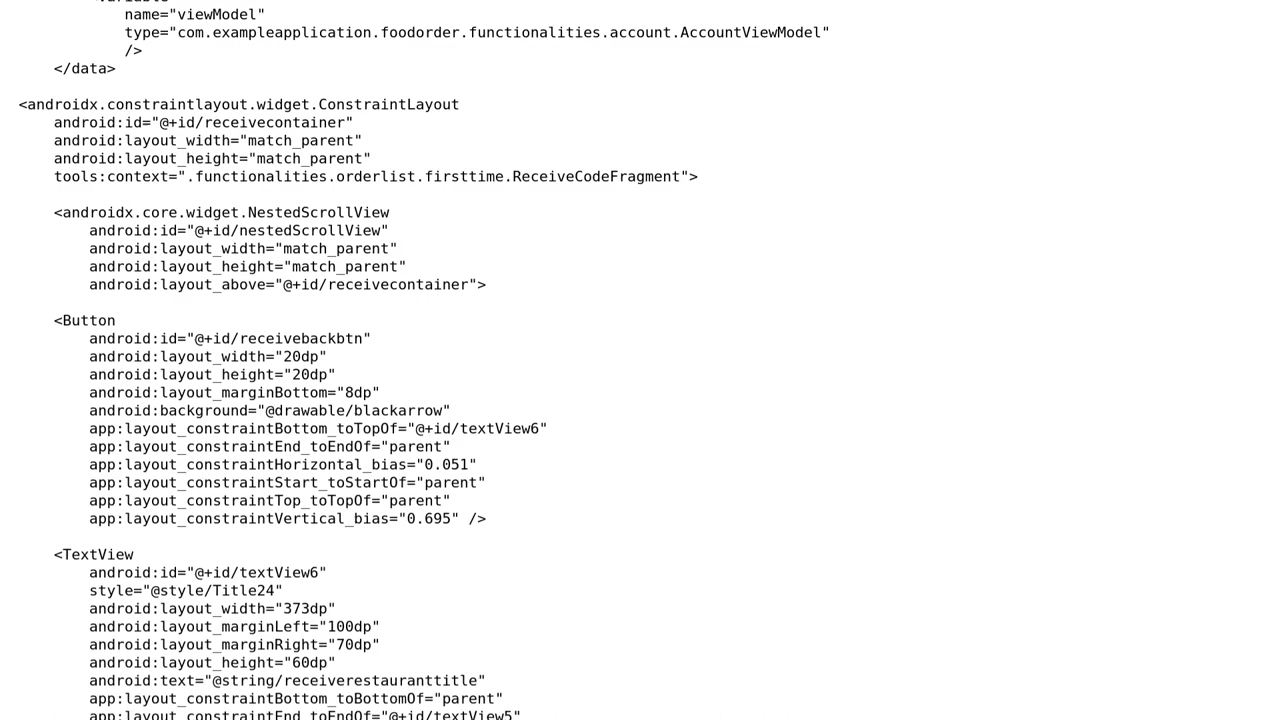 name="viewModel"
type="com.exampleapplication.foodorder.functionalities.account.AccountViewModel"
/>
</data>
<androidx.constraintlayout.widget.ConstraintLayout
android:id="@+id/receivecontainer"
android:layout_width="match_parent"
android:layout_height="match_parent"
tools:context=".functionalities.orderlist.firsttime.ReceiveCodeFragment">
<androidx.core.widget.NestedScrollView
android:id="@+id/nestedScrollView"
android:layout_width="match_parent"
android:layout_height="match_parent"
android:layout_above="@+id/receivecontainer">
<Button
android:id="@+id/receivebackbtn"
android:layout_width="20dp"
android:layout_height="20dp"
android:layout_marginBottom="8dp"
android:background="@drawable/blackarrow"
app:layout_constraintBottom_toTopOf="@+id/textView6"
app:layout_constraintEnd_toEndOf="parent"
app:layout_constraintHorizontal_bias="0.051"
app:layout_constraintStart_toStartOf="parent"
app:layout_constraintTop_toTopOf="parent"
app:layout_constraintVertical_bias="0.695" />
<TextView
android:id="@+id/textView6"
style="@style/Title24"
android:layout_width="373dp"
android:layout_marginLeft="100dp"
android:layout_marginRight="70dp"
android:layout_height="60dp"
android:text="@string/receiverestauranttitle"
app:layout_constraintBottom_toBottomOf="parent"
app:layout_constraintEnd_toEndOf="@+id/textView5"